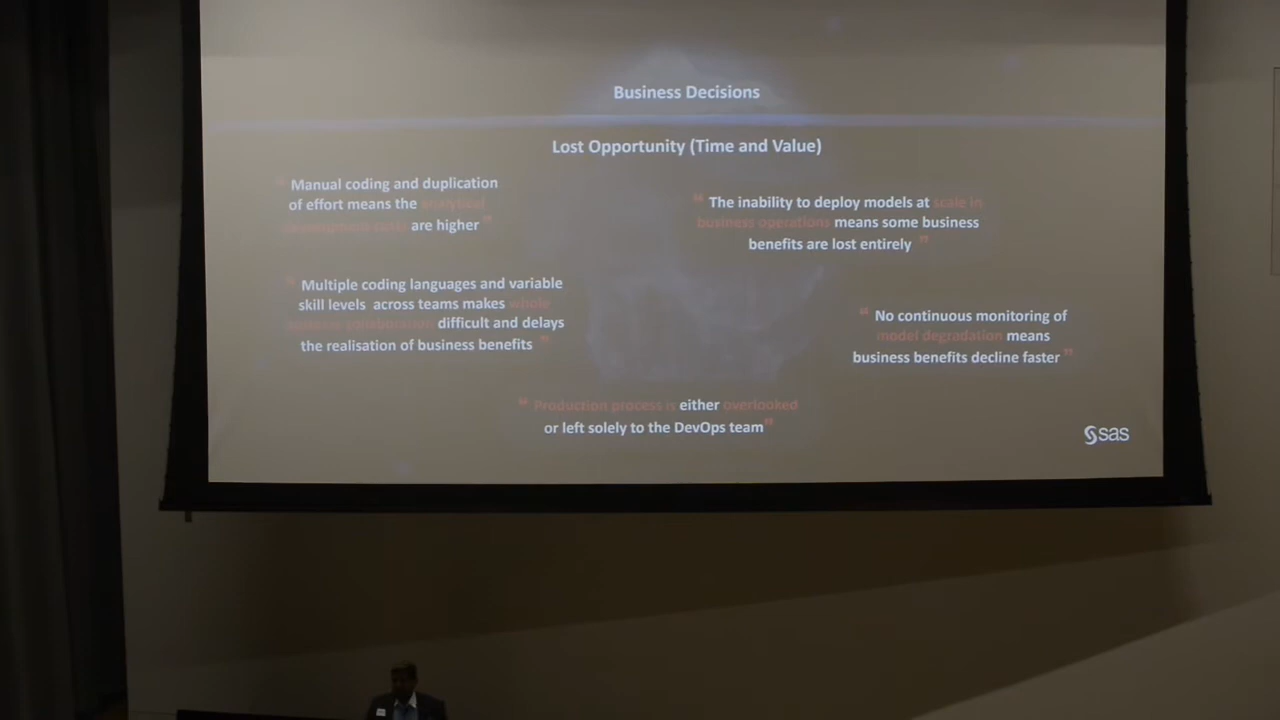 Business Decisions
Lost Opportunity (Time and Value)
" Manual coding and duplication
of effort means the analytical
development costs are higher "
" The inability to deploy models at scale in
business operations means some business
benefits are lost entirely "
" Multiple coding languages and variable
skill levels across teams makes whole
difficult and delays
the realisation of business benefits "
" No continuous monitoring of
model degradation means
business benefits decline faster "
" Production process is either overlooked
or left solely to the DevOps team "
sas